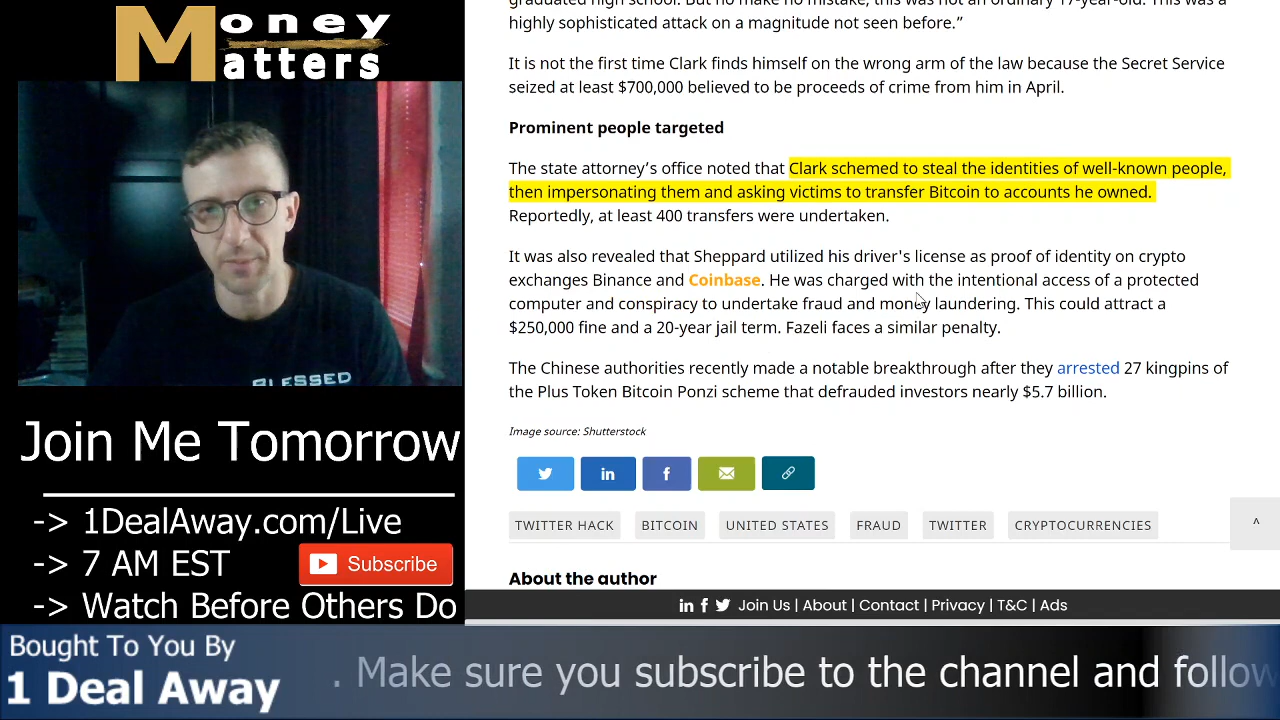 Money
Matters
BLESSED
Join Me Tomorrow
-> 1DealAway.com/Live
-> 7 AM EST
Subscribe
-> Watch Before Others Do
graduated high school. But no make no mistake, this was not an ordinary 17-year-old. This was a
highly sophisticated attack on a magnitude not seen before.”
It is not the first time Clark finds himself on the wrong arm of the law because the Secret Service
seized at least $700,000 believed to be proceeds of crime from him in April.
Prominent people targeted
The state attorney’s office noted that Clark schemed to steal the identities of well-known people,
then impersonating them and asking victims to transfer Bitcoin to accounts he owned.
Reportedly, at least 400 transfers were undertaken.
It was also revealed that Sheppard utilized his driver's license as proof of identity on crypto
exchanges Binance and Coinbase. He was charged with the intentional access of a protected
computer and conspiracy to undertake fraud and money laundering. This could attract a
$250,000 fine and a 20-year jail term. Fazeli faces a similar penalty.
The Chinese authorities recently made a notable breakthrough after they arrested 27 kingpins of
the Plus Token Bitcoin Ponzi scheme that defrauded investors nearly $5.7 billion.
Image source: Shutterstock
in f
TWITTER HACK BITCOIN UNITED STATES FRAUD TWITTER CRYPTOCURRENCIES
^
About the author
in f Join Us | About | Contact | Privacy | T&C | Ads
Bought To You By
1 Deal Away
. Make sure you subscribe to the channel and follow